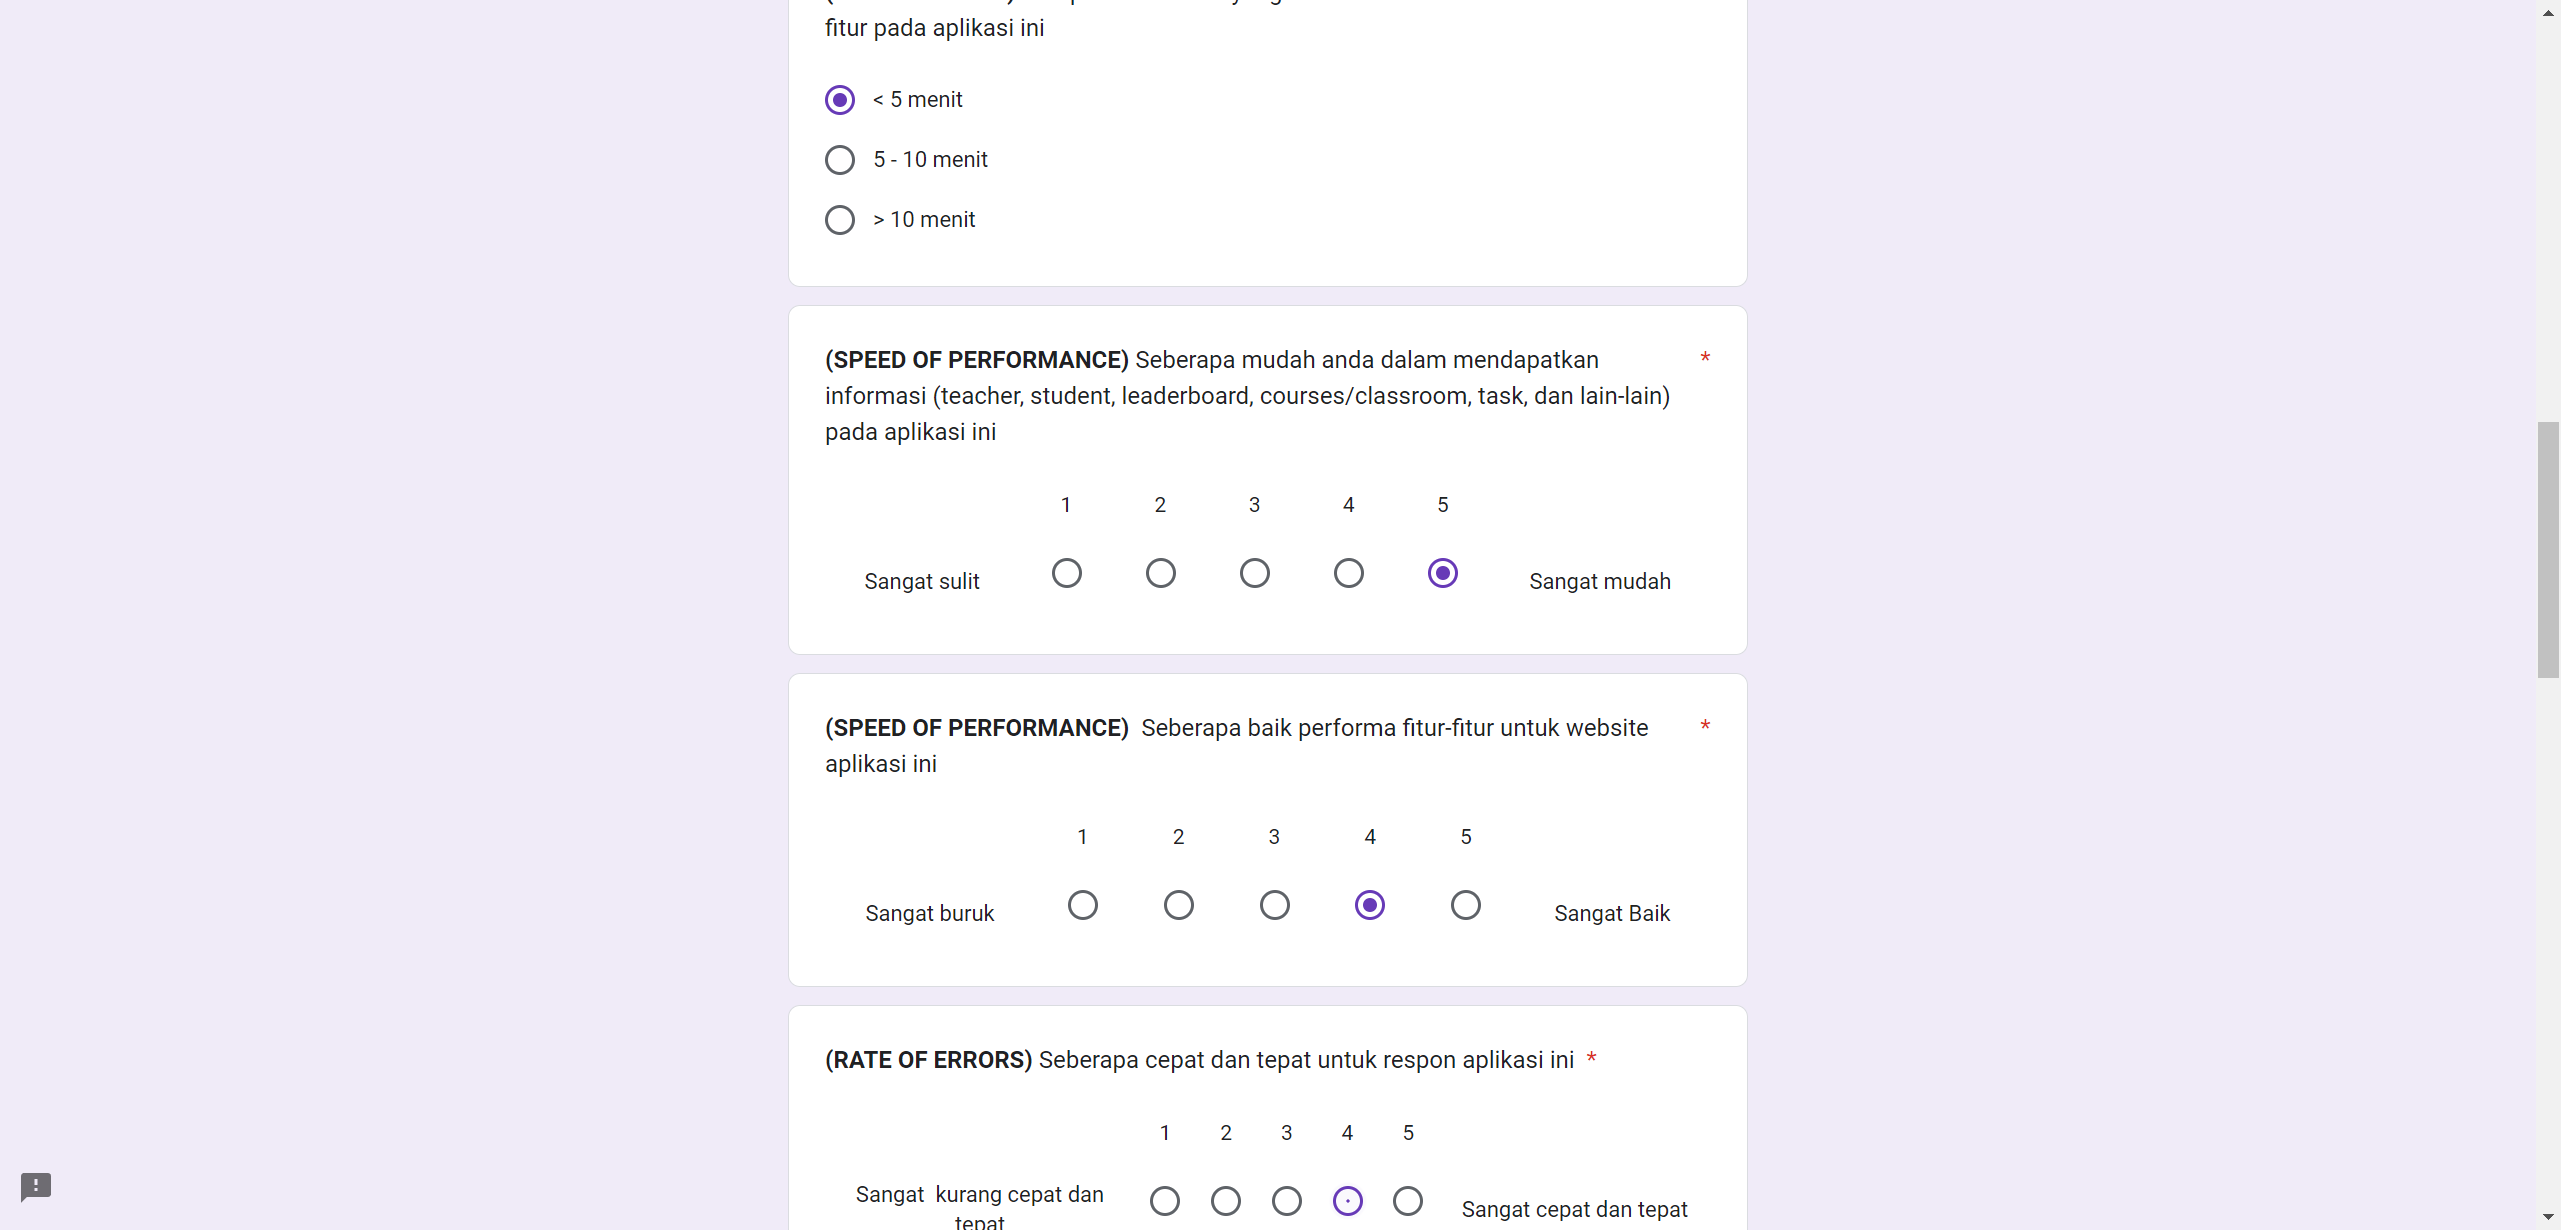 fitur pada aplikasi ini
< 5 menit
5 - 10 menit
> 10 menit
(SPEED OF PERFORMANCE) Seberapa mudah anda dalam mendapatkan *
informasi (teacher, student, leaderboard, courses/classroom, task, dan lain-lain)
pada aplikasi ini
1 2 3 4 5
Sangat sulit Sangat mudah
(SPEED OF PERFORMANCE)  Seberapa baik performa fitur-fitur untuk website *
aplikasi ini
1 2 3 4 5
Sangat buruk Sangat Baik
(RATE OF ERRORS) Seberapa cepat dan tepat untuk respon aplikasi ini *
1 2 3 4 5
Sangat  kurang cepat dan
tepat
Sangat cepat dan tepat